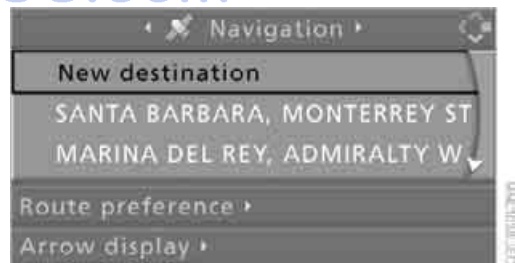 Navigation
New destination
SANTA BARBARA, MONTERREY ST
MARINA DEL REY, ADMIRALTY W
Route preference
Arrow display